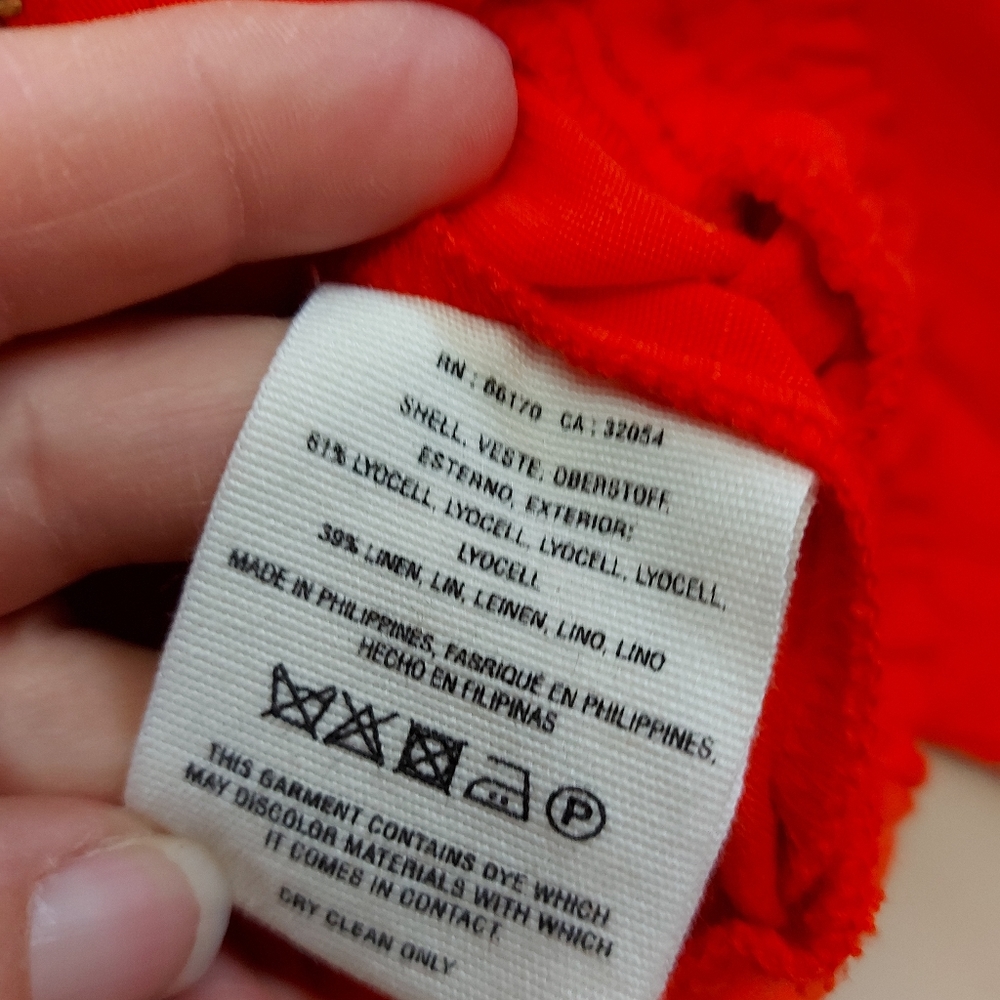 RN : 66170 CA : 32054
SHELL, VESTE, OBERSTOFF,
ESTERNO, EXTERIOR:
61% LYOCELL, LYOCELL, LYOCELL, LYOCELL,
LYOCELL
39% LINEN, LIN, LEINEN, LINO, LINO
MADE IN PHILIPPINES, FABRIQUÉ EN PHILIPPINES,
HECHO EN FILIPINAS
P
THIS GARMENT CONTAINS DYE WHICH
MAY DISCOLOR MATERIALS WITH WHICH
IT COMES IN CONTACT.
DRY CLEAN ONLY